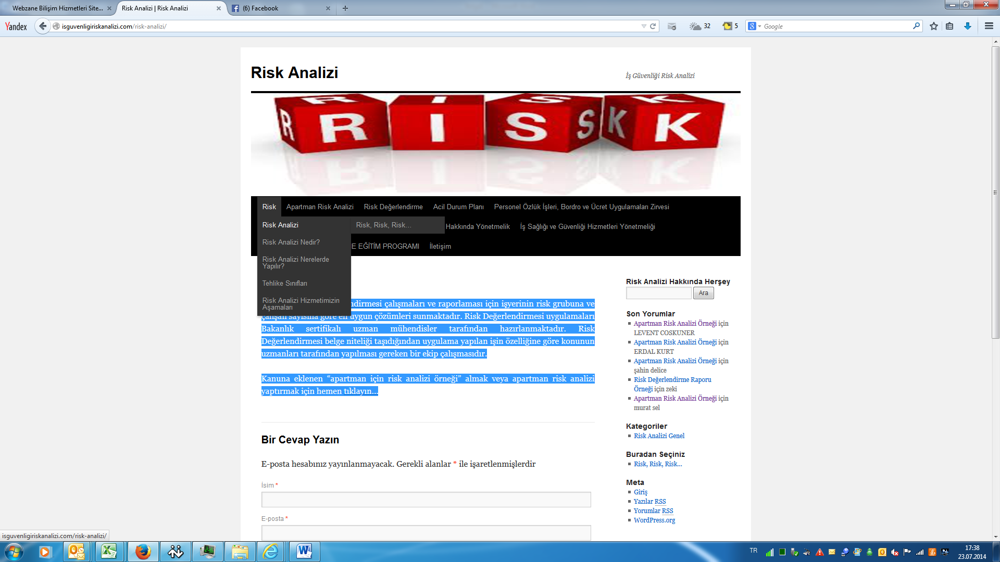 Webzane Bilişim Hizmetleri Site...
Risk Analizi | Risk Analizi
(6) Facebook
Yandex
isguvenligiriskanalizi.com/risk-analizi/
32
5
Google
Risk Analizi
İş Güvenliği Risk Analizi
R R I I S S S K K K
Risk
Apartman Risk Analizi
Risk Değerlendirme
Acil Durum Planı
Personel Özlük İşleri, Bordro ve Ücret Uygulamaları Zirvesi
Risk Analizi
Risk, Risk, Risk...
Hakkında Yönetmelik
İş Sağlığı ve Güvenliği Hizmetleri Yönetmeliği
Risk Analizi Nedir?
E EĞİTİM PROGRAMI
İletişim
Risk Analizi Nerelerde
Yapılır?
Tehlike Sınıfları
Risk Analizi Hizmetimizin
Aşamaları
ndirmesi çalışmaları ve raporlaması için işyerinin risk grubuna ve
çalışan sayısına göre en uygun çözümleri sunmaktadır. Risk Değerlendirmesi uygulamaları
Bakanlık sertifikalı uzman mühendisler tarafından hazırlanmaktadır. Risk
Değerlendirmesi belge niteliği taşıdığından uygulama yapılan işin özelliğine göre konunun
uzmanları tarafından yapılması gereken bir ekip çalışmasıdır.
Kanuna eklenen “apartman için risk analizi örneği” almak veya apartman risk analizi
yaptırmak için hemen tıklayın...
Bir Cevap Yazın
E-posta hesabınız yayınlanmayacak. Gerekli alanlar * ile işaretlenmişlerdir
İsim *
E-posta *
Risk Analizi Hakkında Herşey
Ara
Son Yorumlar
Apartman Risk Analizi Örneği için
LEVENT COSKUNER
Apartman Risk Analizi Örneği için
ERDAL KURT
Apartman Risk Analizi Örneği için
şahin delice
Risk Değerlendirme Raporu
Örneği için zeki
Apartman Risk Analizi Örneği için
murat sel
Kategoriler
Risk Analizi Genel
Buradan Seçiniz
Risk, Risk, Risk...
Meta
Giriş
Yazılar RSS
Yorumlar RSS
WordPress.org
isguvenligiriskanalizi.com/risk-analizi/
TR
17:38
23.07.2014